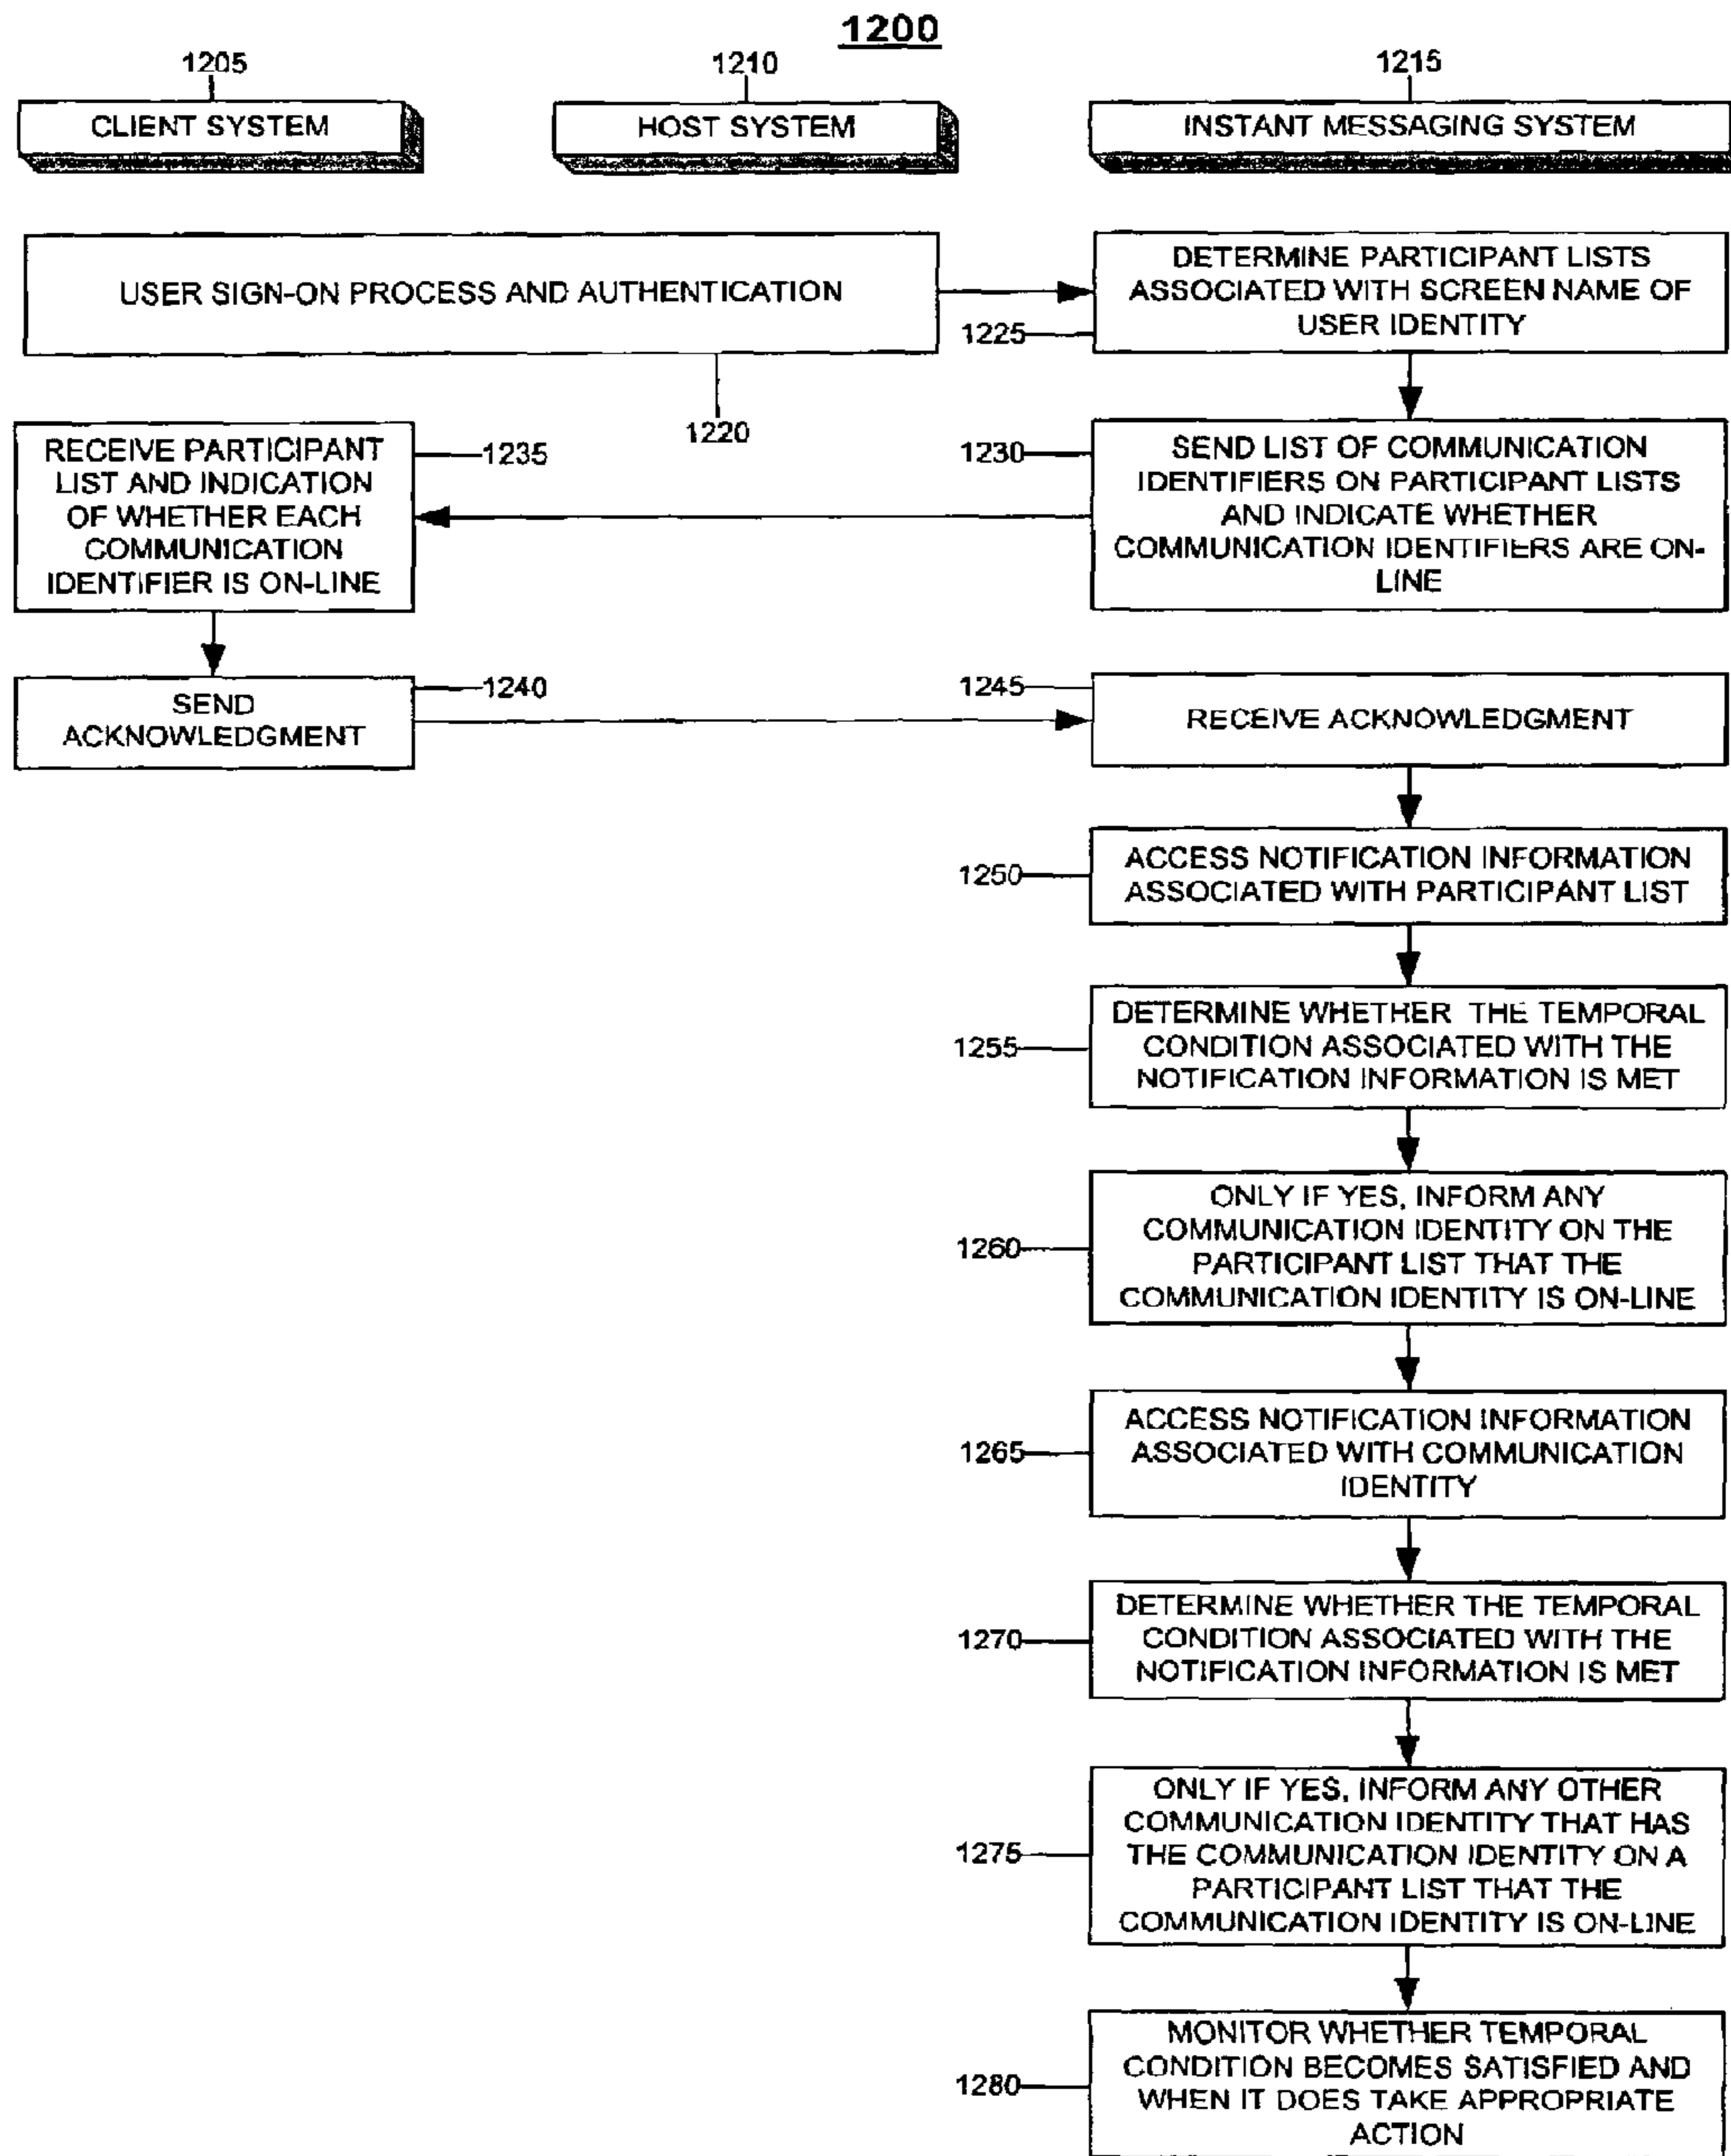 1200
1205
1210
1215
CLIENT SYSTEM
HOST SYSTEM
INSTANT MESSAGING SYSTEM
USER SIGN-ON PROCESS AND AUTHENTICATION
1220
DETERMINE PARTICIPANT LISTS
ASSOCIATED WITH SCREEN NAME OF
USER IDENTITY
1225
SEND LIST OF COMMUNICATION
IDENTIFIERS ON PARTICIPANT LISTS
AND INDICATE WHETHER
COMMUNICATION IDENTIFIERS ARE ON-
LINE
1230
RECEIVE PARTICIPANT
LIST AND INDICATION
OF WHETHER EACH
COMMUNICATION
IDENTIFIER IS ON-LINE
1235
SEND
ACKNOWLEDGMENT
1240
1245
RECEIVE ACKNOWLEDGMENT
1250
ACCESS NOTIFICATION INFORMATION
ASSOCIATED WITH PARTICIPANT LIST
1255
DETERMINE WHETHER THE TEMPORAL
CONDITION ASSOCIATED WITH THE
NOTIFICATION INFORMATION IS MET
1260
ONLY IF YES, INFORM ANY
COMMUNICATION IDENTITY ON THE
PARTICIPANT LIST THAT THE
COMMUNICATION IDENTITY IS ON-LINE
1265
ACCESS NOTIFICATION INFORMATION
ASSOCIATED WITH COMMUNICATION
IDENTITY
1270
DETERMINE WHETHER THE TEMPORAL
CONDITION ASSOCIATED WITH THE
NOTIFICATION INFORMATION IS MET
1275
ONLY IF YES, INFORM ANY OTHER
COMMUNICATION IDENTITY THAT HAS
THE COMMUNICATION IDENTITY ON A
PARTICIPANT LIST THAT THE
COMMUNICATION IDENTITY IS ON-LINE
1280
MONITOR WHETHER TEMPORAL
CONDITION BECOMES SATISFIED AND
WHEN IT DOES TAKE APPROPRIATE
ACTION